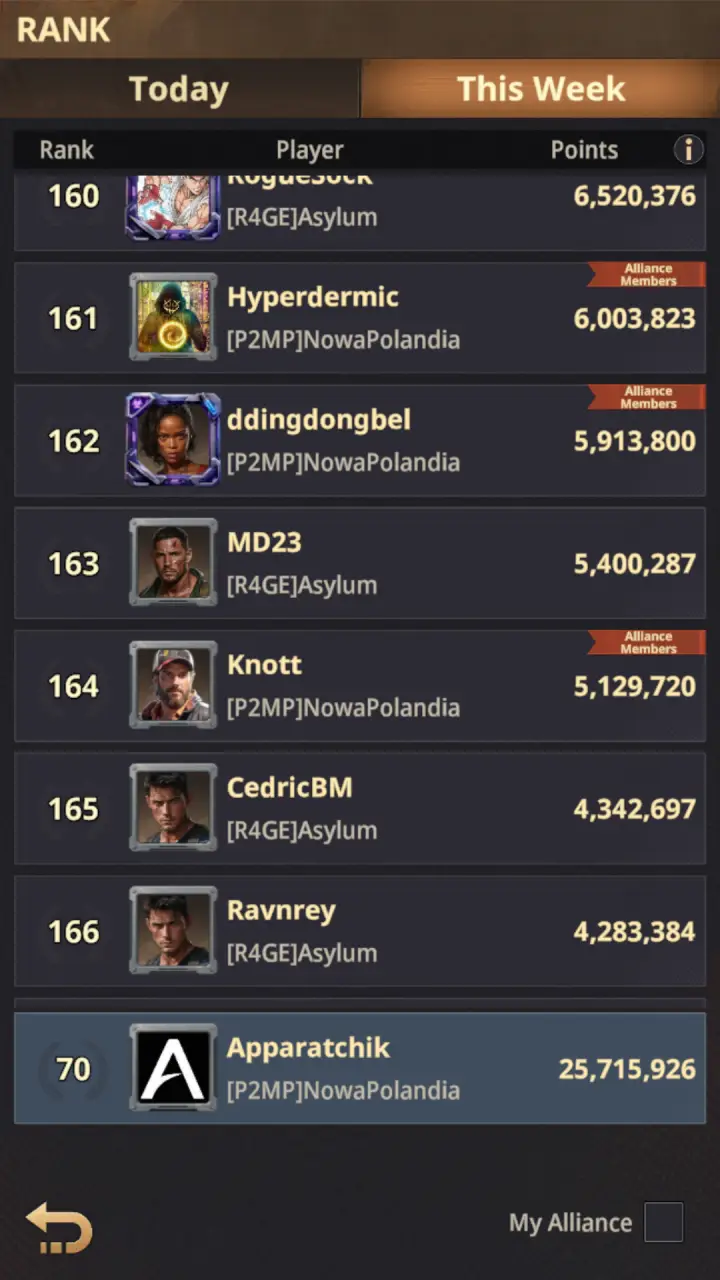 RANK
Today
This Week
Rank Player Points
160 RogueSock 6,520,376
[R4GE]Asylum
Alliance Members
161 Hyperdermic 6,003,823
[P2MP]NowaPolandia
Alliance Members
162 ddingdongbel 5,913,800
[P2MP]NowaPolandia
163 MD23 5,400,287
[R4GE]Asylum
Alliance Members
164 Knott 5,129,720
[P2MP]NowaPolandia
165 CedricBM 4,342,697
[R4GE]Asylum
166 Ravnrey 4,283,384
[R4GE]Asylum
70 Apparatchik 25,715,926
[P2MP]NowaPolandia
My Alliance